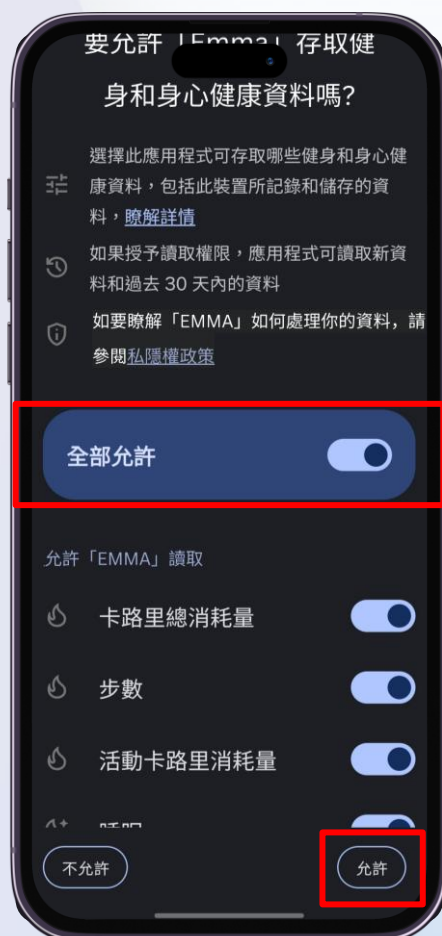 要允許「Emma」存取健
身和身心健康資料嗎?
選擇此應用程式可存取哪些健身和身心健
康資料，包括此裝置所記錄和儲存的資
料，瞭解詳情
如果授予讀取權限，應用程式可讀取新資
料和過去 30 天內的資料
如要瞭解「EMMA」如何處理你的資料，請
參閱私隱權政策
全部允許
允許「EMMA」讀取
卡路里總消耗量
步數
活動卡路里消耗量
不允許
允許